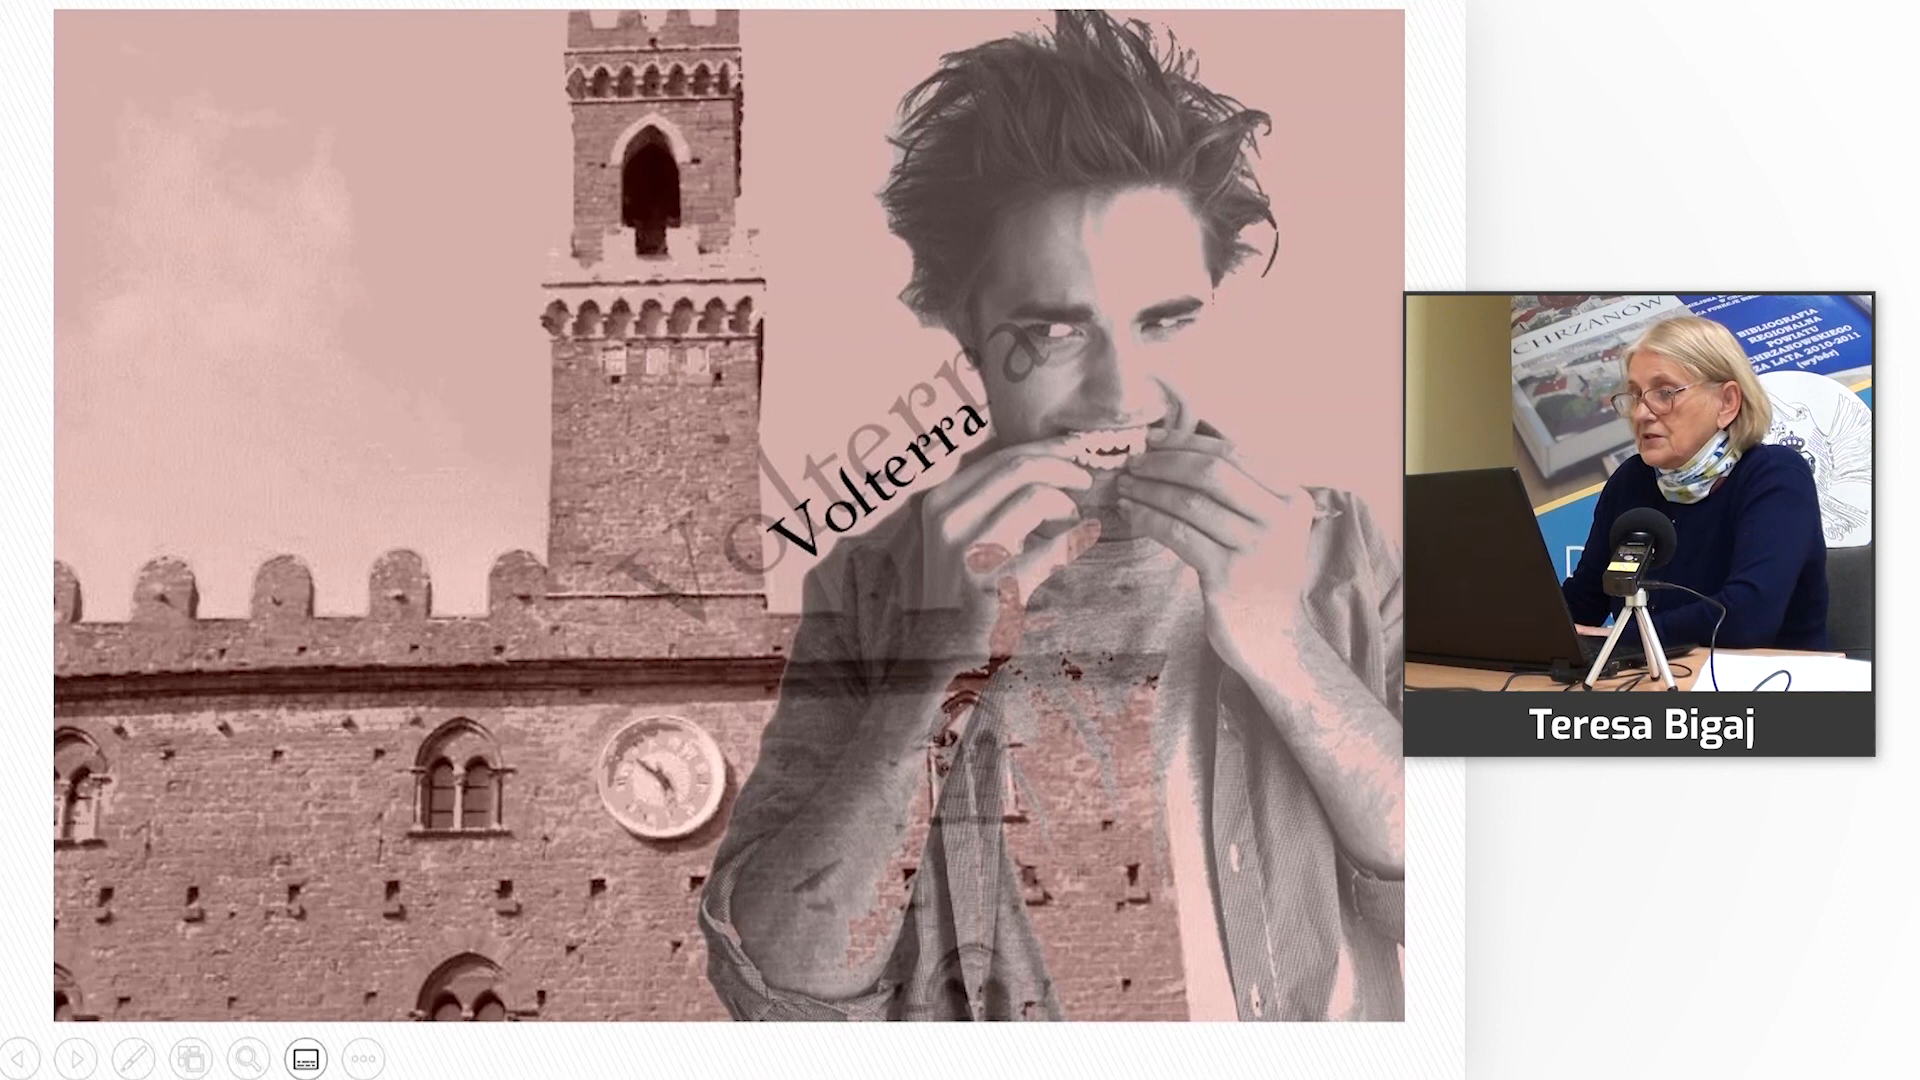 Volterra
Volterra
CHRZANÓW
BIBLIOGRAFIA
REGIONALNA
POWIATU
CHRZANOWSKIEGO
ZA LATA 2010-2011
(wybór)
Teresa Bigaj